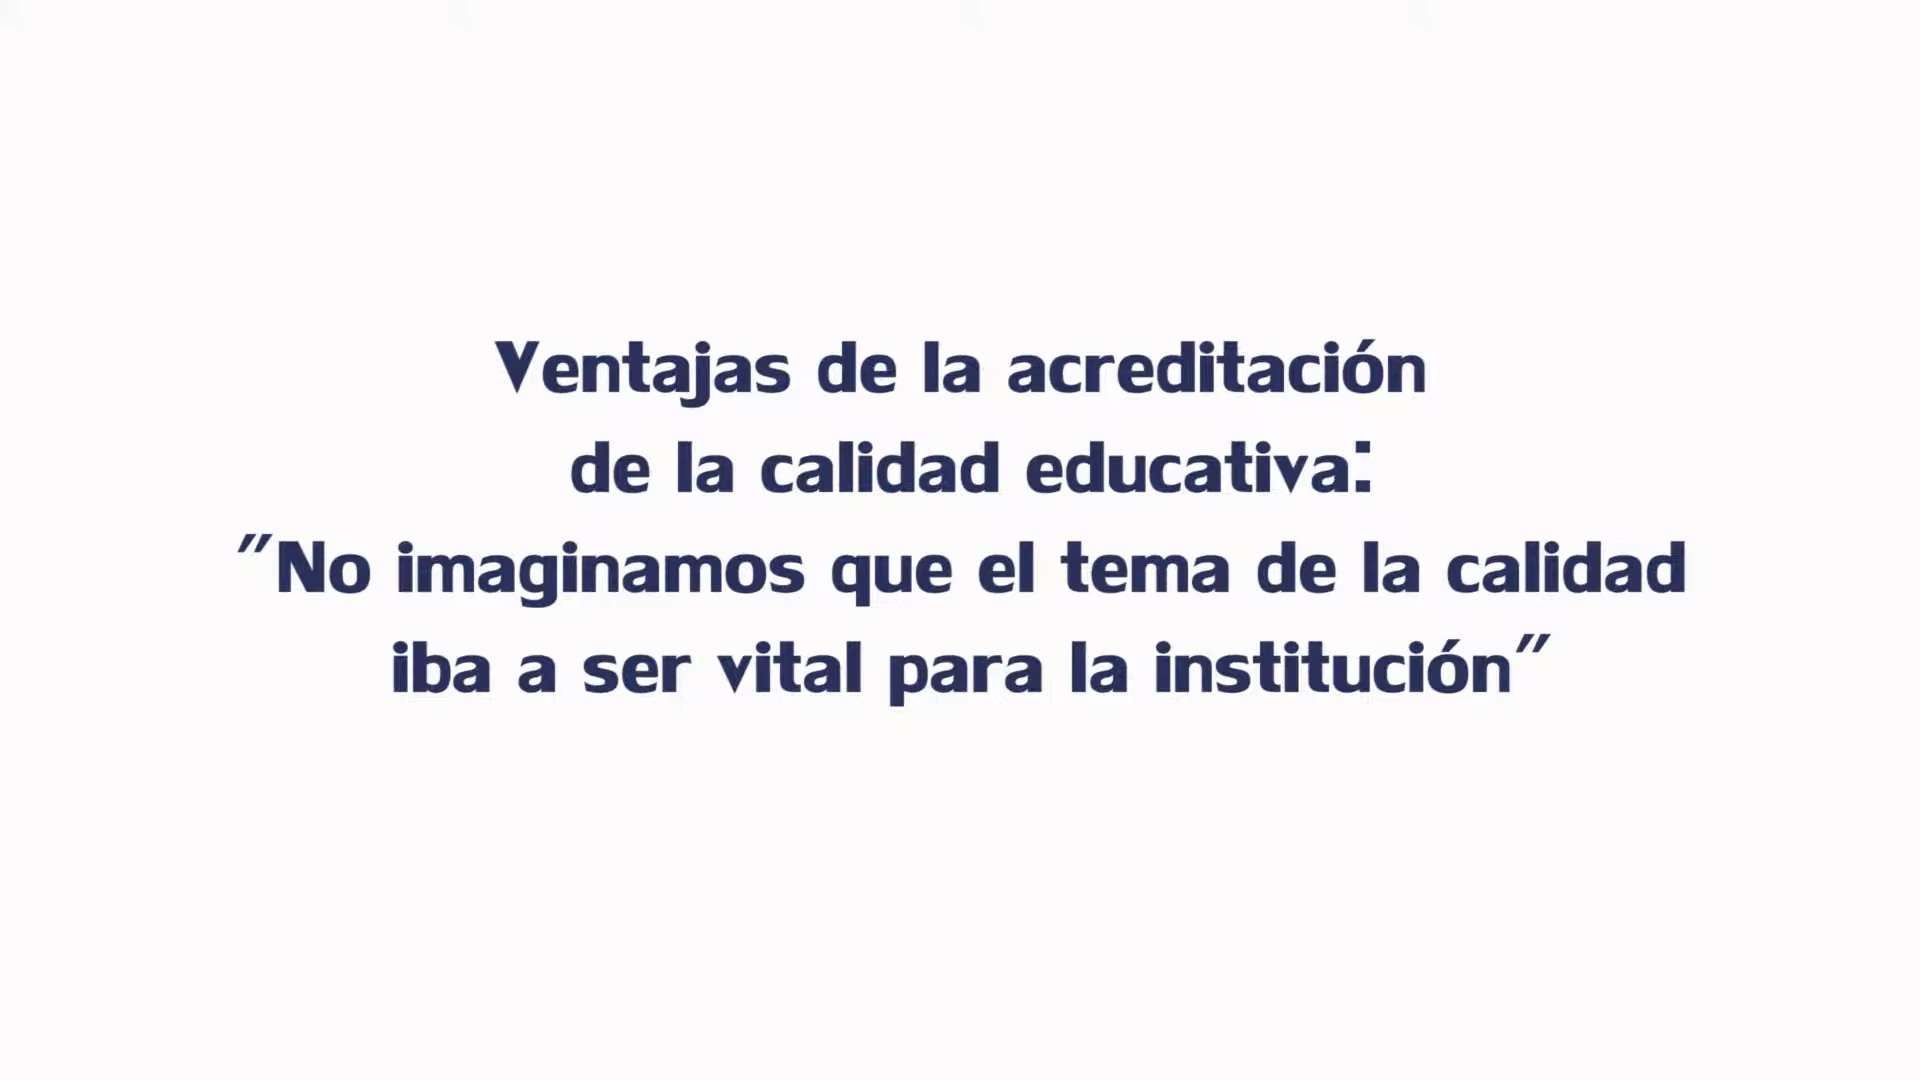 Ventajas de la acreditación
de la calidad educativa:
"No imaginamos que el tema de la calidad
iba a ser vital para la institución"